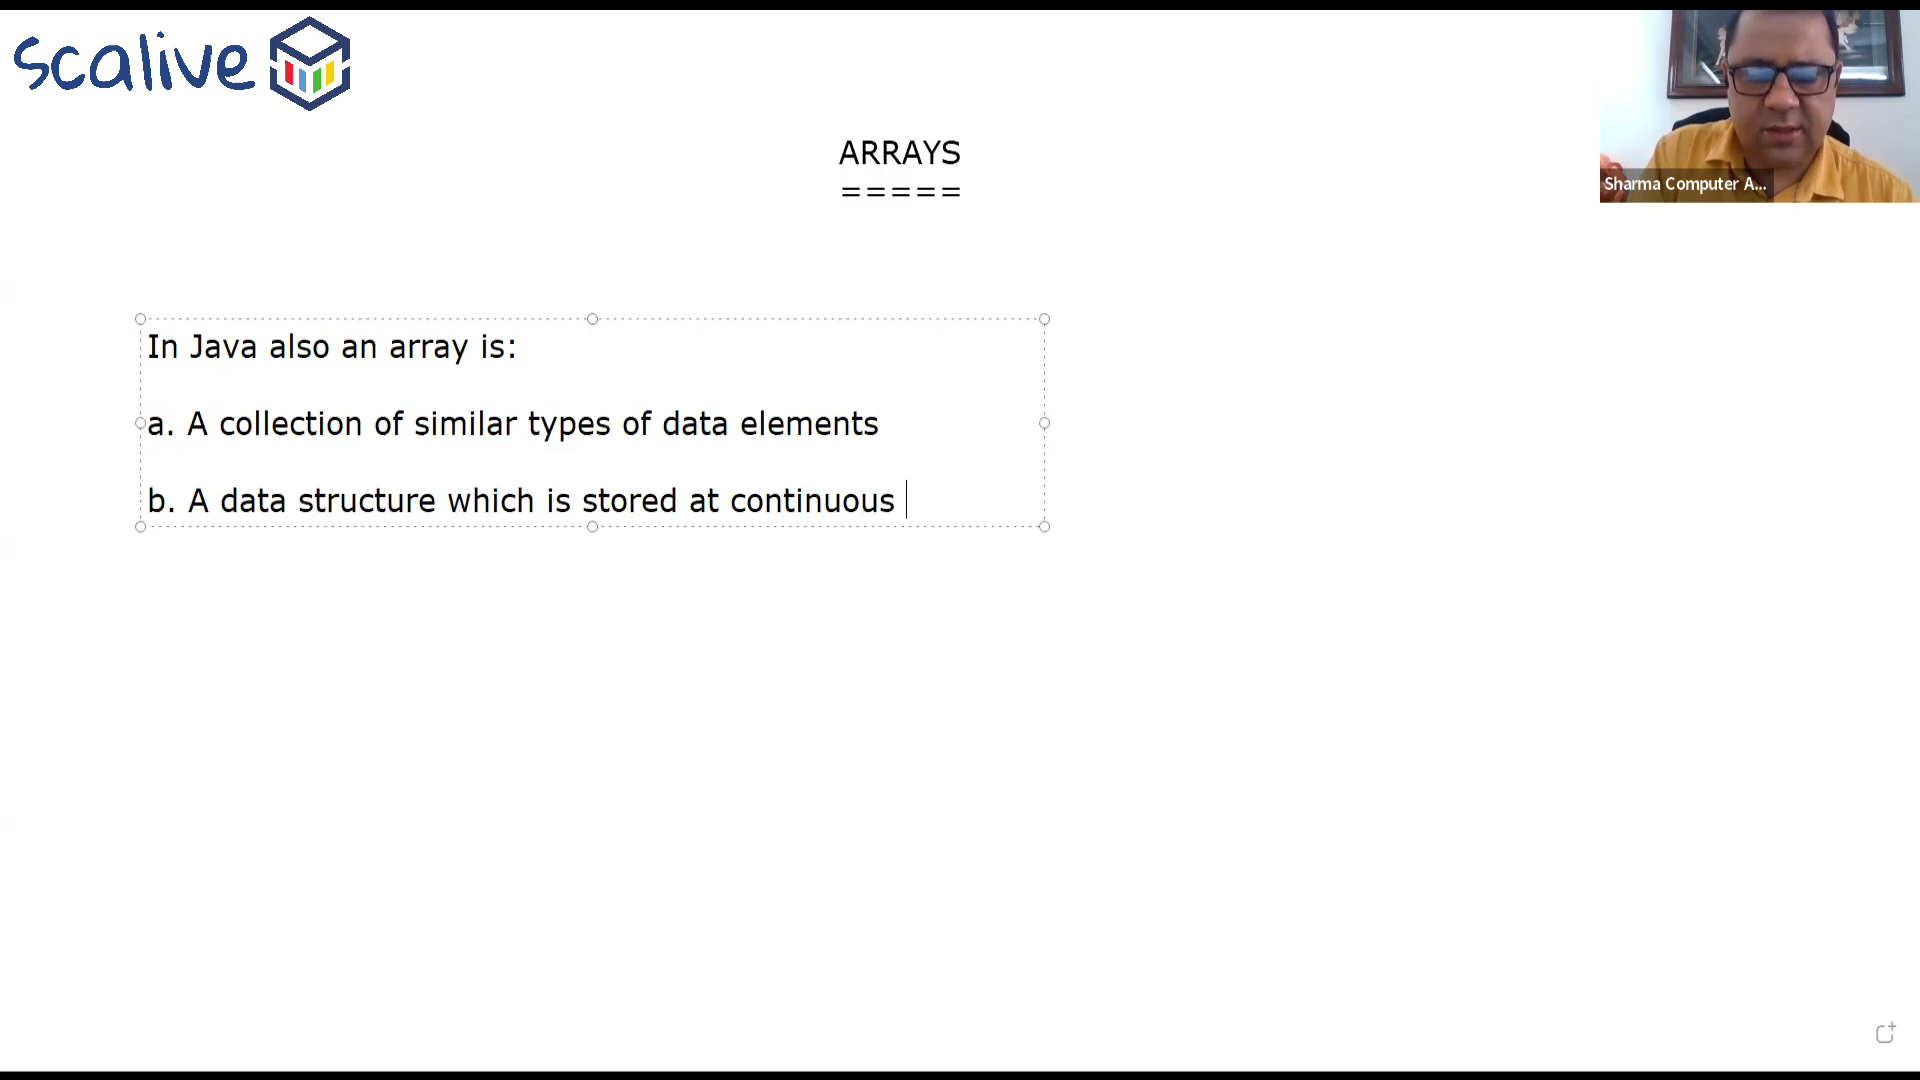 scalive
Sharma Computer A...
ARRAYS
=====
In Java also an array is:
a. A collection of similar types of data elements
b. A data structure which is stored at continuous